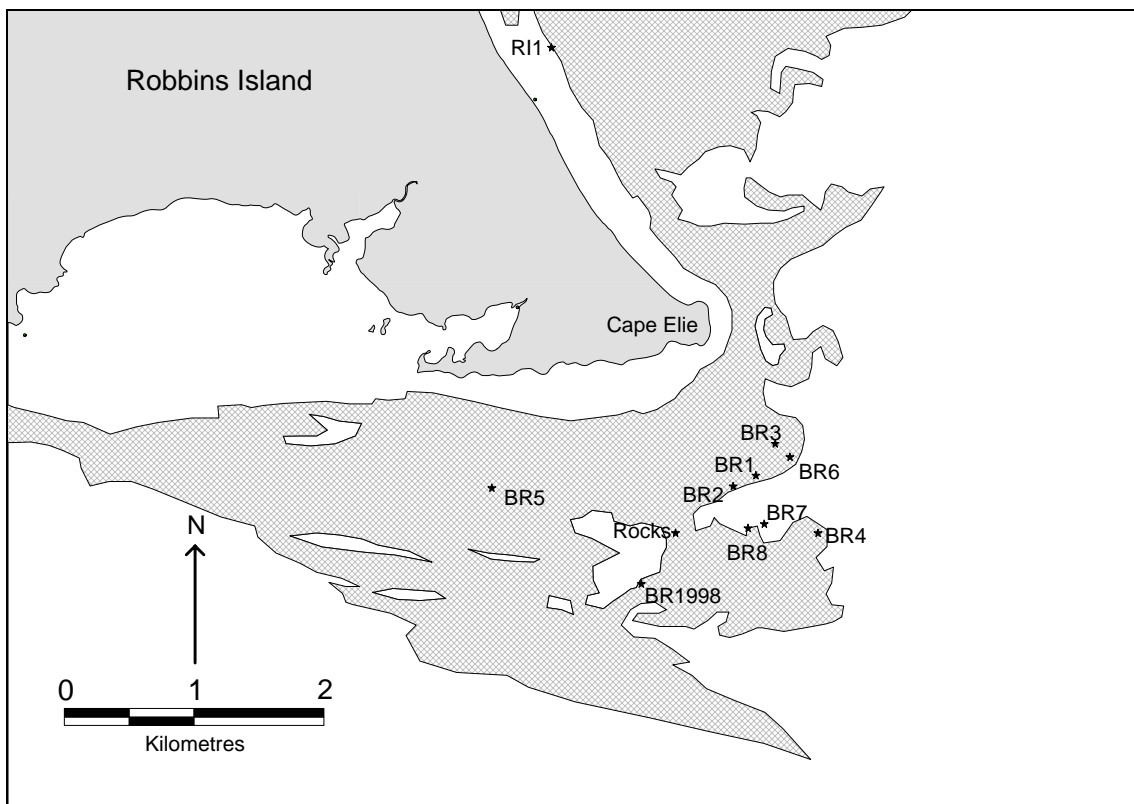 RI1
Robbins Island
Cape Elie
BR3
BR1
BR6
BR2
BR5
BR7
Rocks
BR4
BR8
N
BR1998
0 1 2
Kilometres